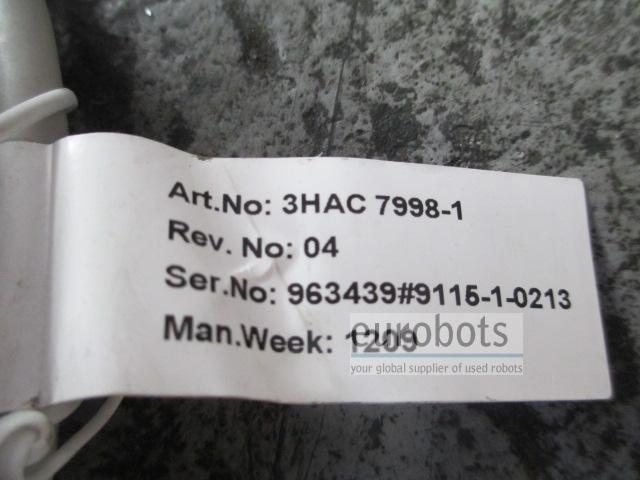 Art.No: 3HAC 7998-1
Rev. No: 04
Ser.No: 963439#9115-1-0213
Man.Week: 1209
eurobots
your global supplier of used robots